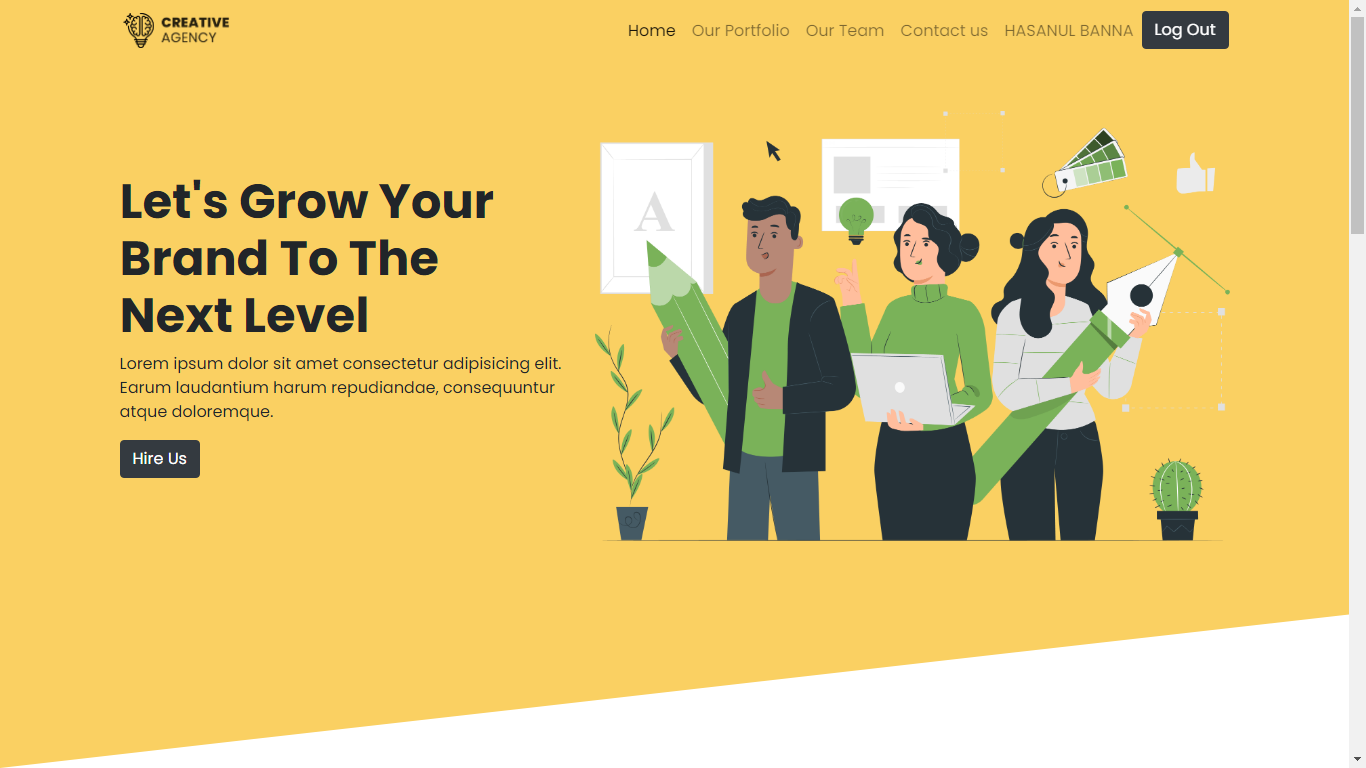 CREATIVE
AGENCY
Home Our Portfolio Our Team Contact us HASANUL BANNA Log Out
A
Let's Grow Your
Brand To The
Next Level
Lorem ipsum dolor sit amet consectetur adipisicing elit.
Earum laudantium harum repudiandae, consequuntur
atque doloremque.
Hire Us